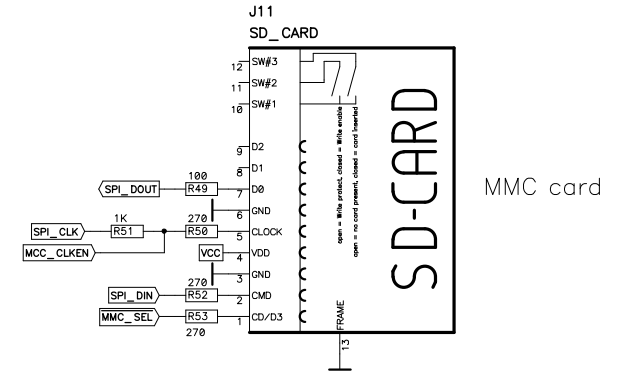 J11
SD_CARD
12 SW#3
11 SW#2
10 SW#1
9 D2
8 D1
SPI_DOUT 100 R49 7 D0
6 GND
SPI_CLK 1K R51 270 R50 5 CLOCK
MCC_CLKEN VCC 4 VDD
3 GND
SPI_DIN 270 R52 2 CMD
MMC_SEL R53 270 1 CD/D3
open = Write protect, closed = Write enable
open = no card present, closed = card inserted
FRAME
13
SD-CARD
MMC card